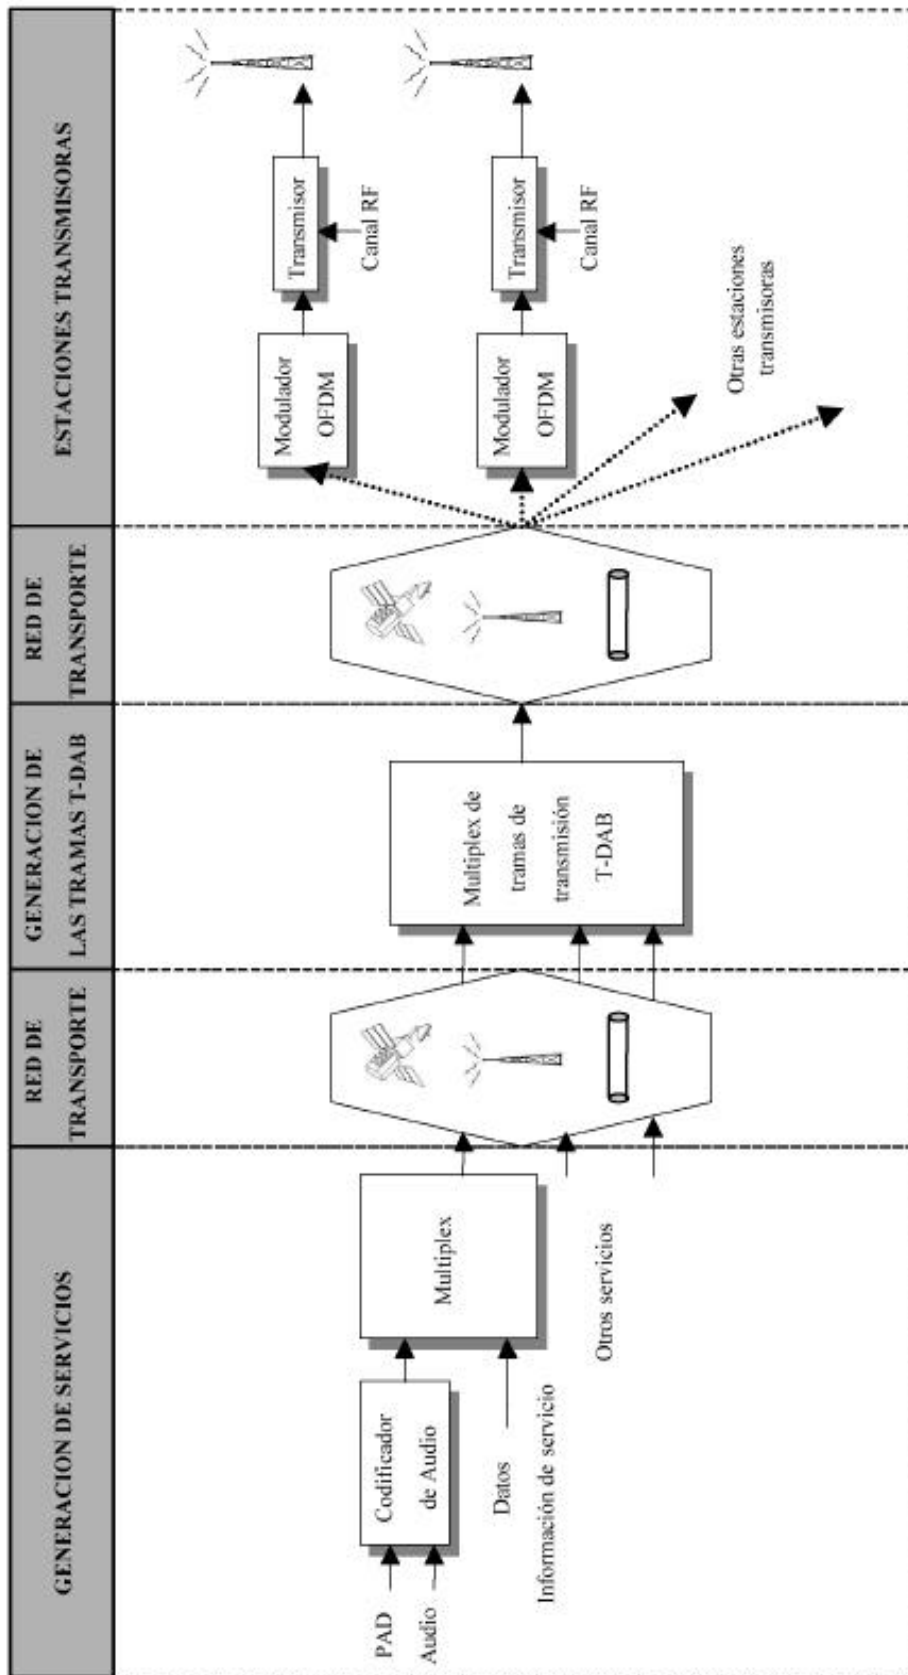 GENERACION DE SERVICIOS
RED DE
TRANSPORTE
GENERACION DE
LAS TRAMAS T-DAB
RED DE
TRANSPORTE
ESTACIONES TRANSMISORAS
PAD
Audio
Codificador
de Audio
Datos
Información de servicio
Multiplex
Otros servicios
Multiplex de
tramas de
transmisión
T-DAB
Modulador
OFDM
Transmisor
Canal RF
Modulador
OFDM
Transmisor
Canal RF
Otras estaciones
transmisoras